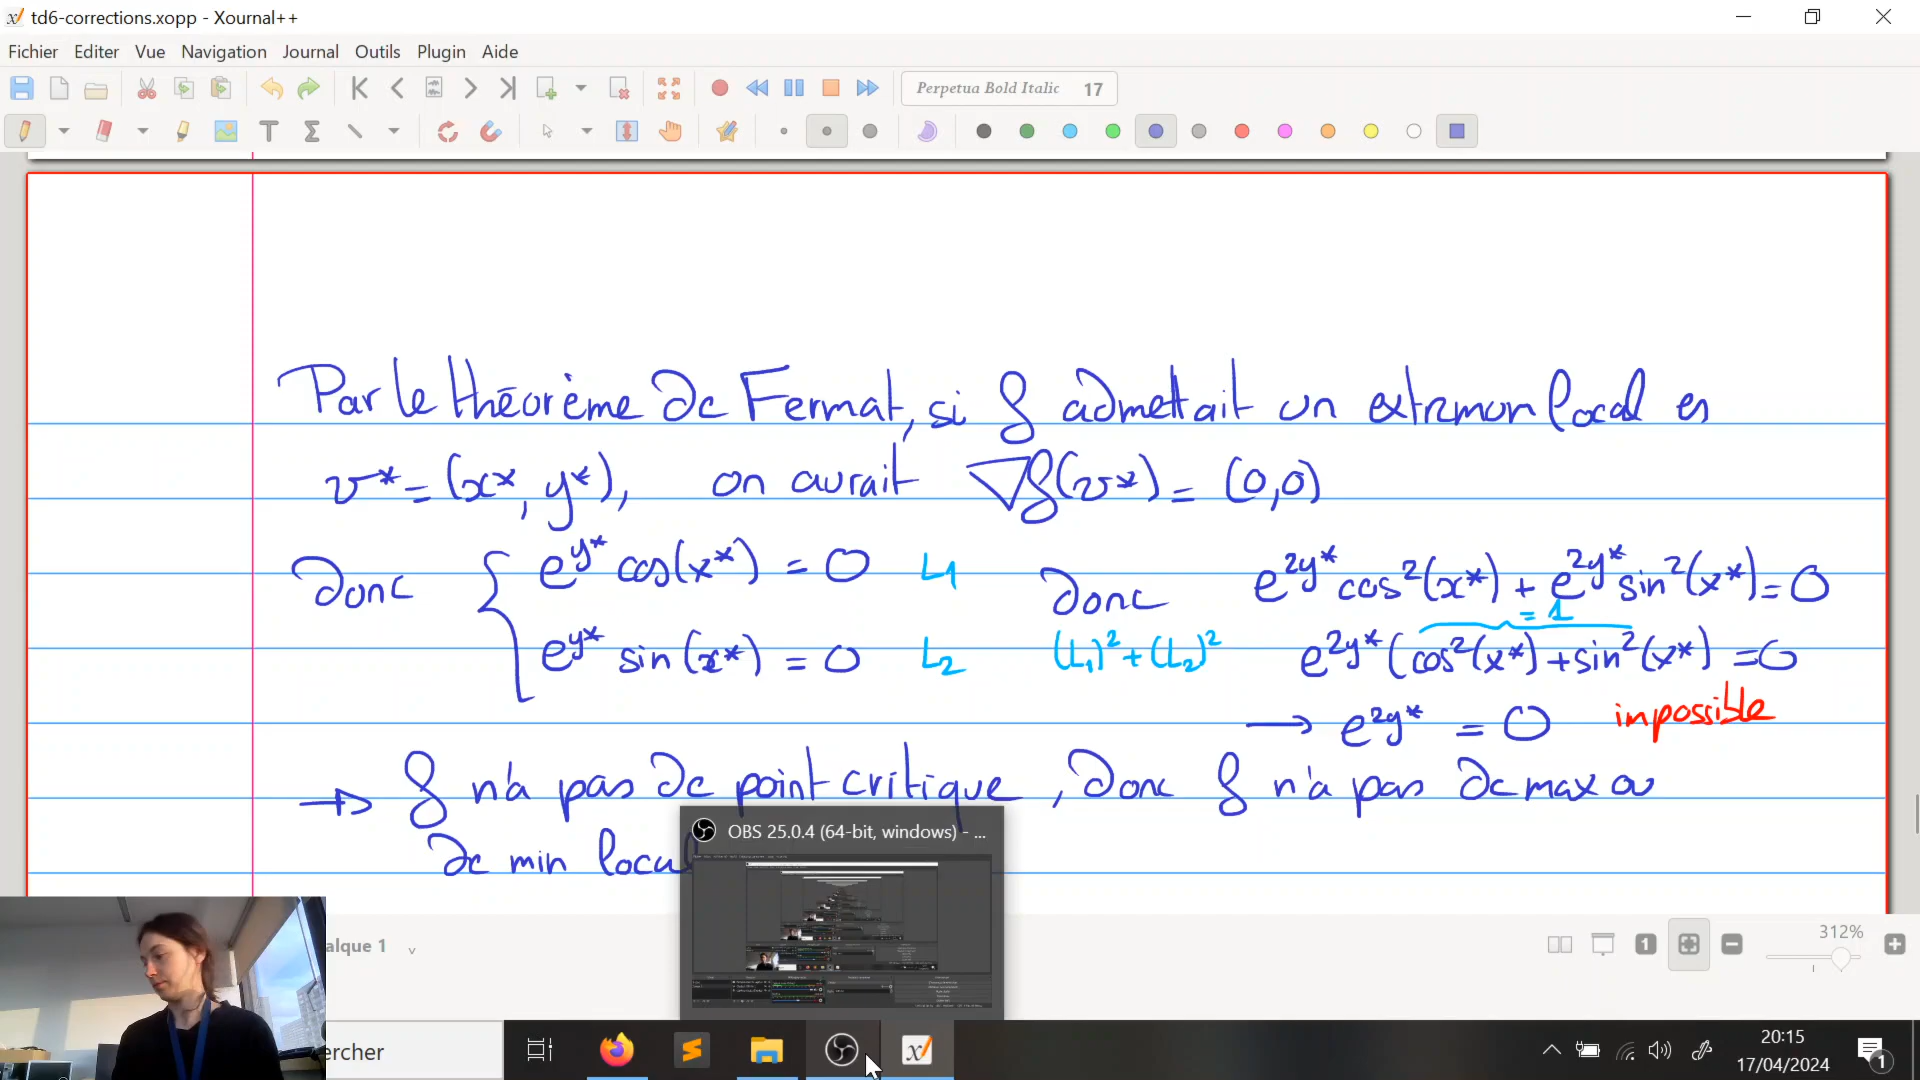 td6-corrections.xopp - Xournal++
Fichier Editer Vue Navigation Journal Outils Plugin Aide
Perpetua Bold Italic 17
Par le théorème de Fermat, si f admettait un extremum local en
v* = (x*, y*), on aurait ∇f(v*) = (0,0)
Donc { e^{y*} cos(x*) = 0 L1 Donc e^{2y*} cos²(x*) + e^{2y*} sin²(x*) = 0
e^{y*} sin(x*) = 0 L2 (L1)² + (L2)² e^{2y*} (cos²(x*) + sin²(x*) = 0
= 1
→ e^{2y*} = 0 impossible
→ f n'a pas de point critique, donc f n'a pas de max ou
de min local
OBS 25.0.4 (64-bit, windows) - ...
alque 1
312%
ercher
20:15
17/04/2024
1